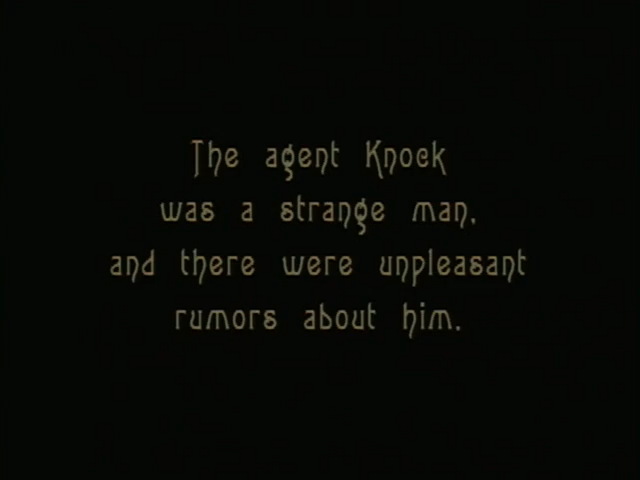 The agent Knock
was a strange man,
and there were unpleasant
rumors about him.